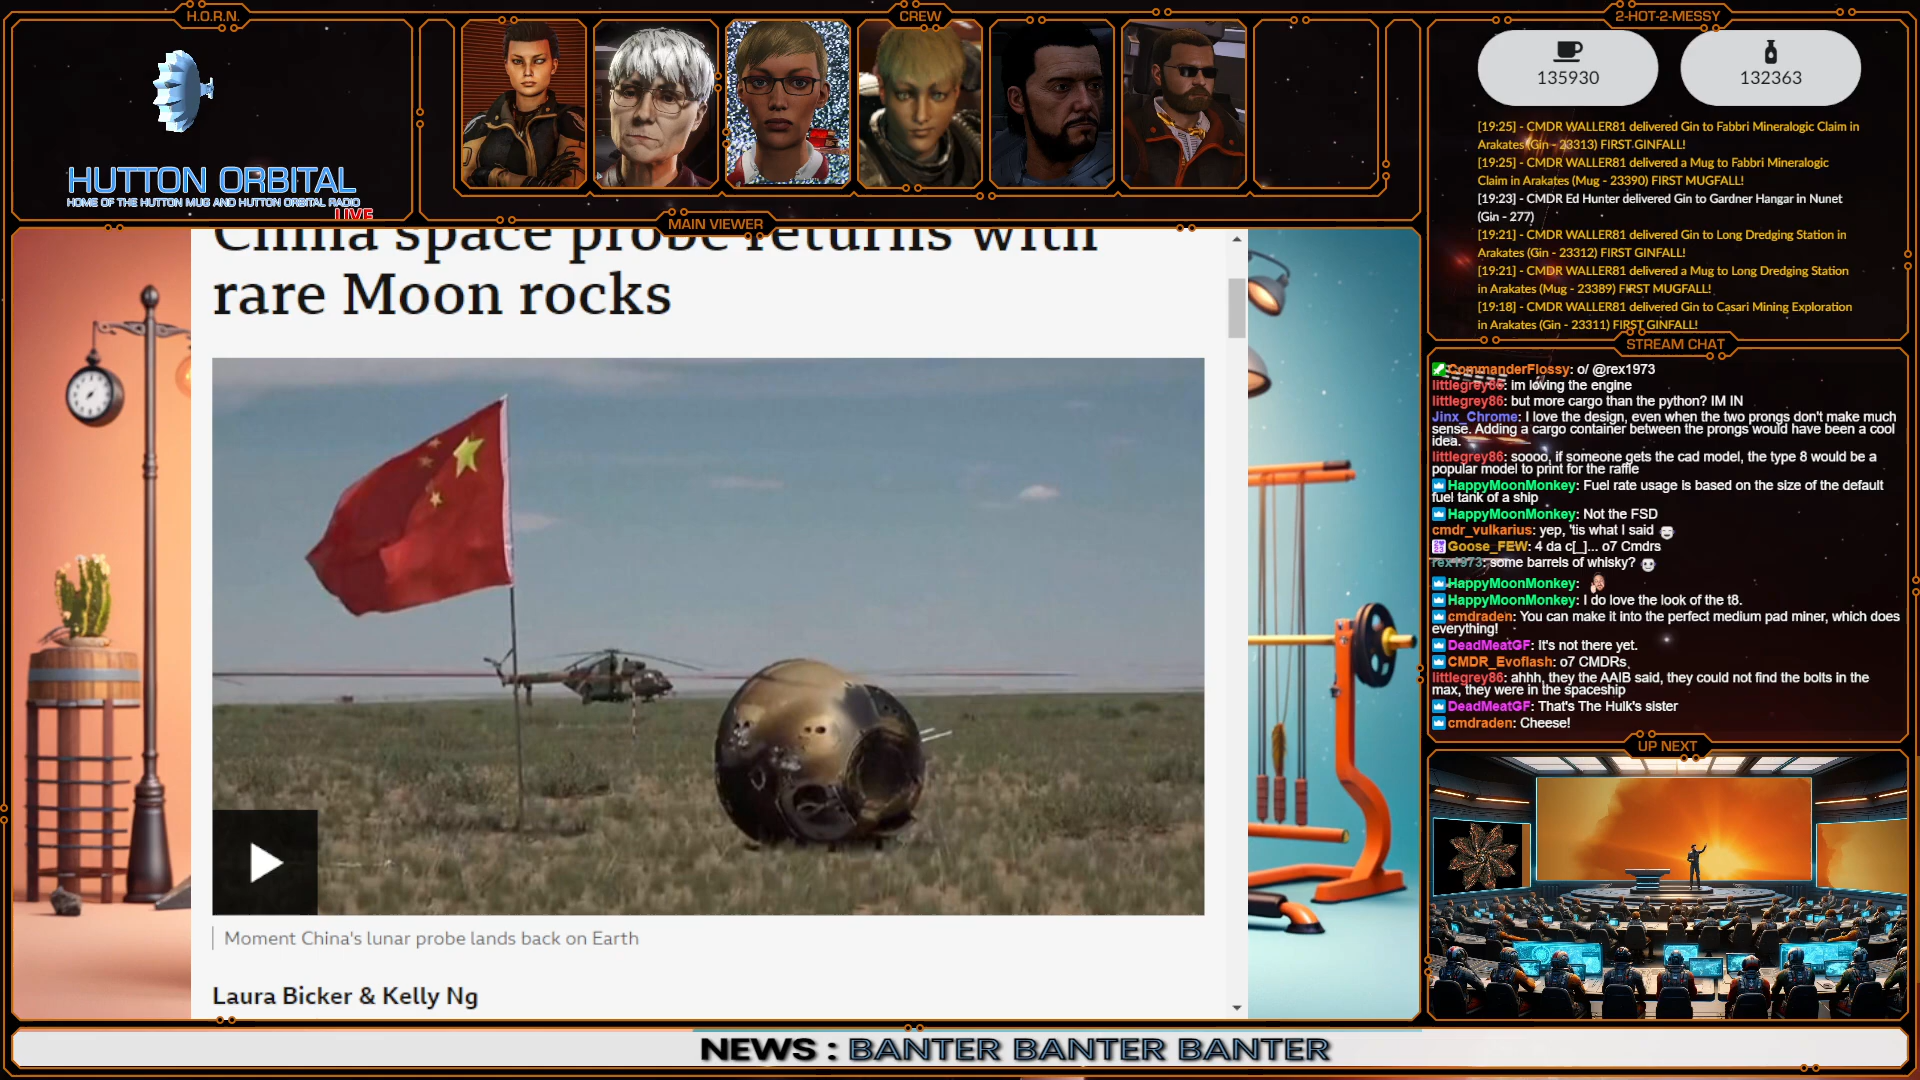 H.O.R.N.
HUTTON ORBITAL
HOME OF THE HUTTON MUG AND HUTTON ORBITAL RADIO
LIVE
CREW
2-HOT-2-MESSY
135930
132363
[19:25] - CMDR WALLER81 delivered Gin to Fabbri Mineralogic Claim in
Arakates (Gin - 23313) FIRST GINFALL!
[19:25] - CMDR WALLER81 delivered a Mug to Fabbri Mineralogic
Claim in Arakates (Mug - 23390) FIRST MUGFALL!
[19:23] - CMDR Ed Hunter delivered Gin to Gardner Hangar in Nunet
(Gin - 277)
[19:21] - CMDR WALLER81 delivered Gin to Long Dredging Station in
Arakates (Gin - 23312) FIRST GINFALL!
[19:21] - CMDR WALLER81 delivered a Mug to Long Dredging Station
in Arakates (Mug - 23389) FIRST MUGFALL!
[19:18] - CMDR WALLER81 delivered Gin to Casari Mining Exploration
in Arakates (Gin - 23311) FIRST GINFALL!
MAIN VIEWER
China space probe returns with
rare Moon rocks
Moment China's lunar probe lands back on Earth
Laura Bicker & Kelly Ng
STREAM CHAT
CommanderFlossy: o/ @rex1973
littlegrey86: im loving the engine
littlegrey86: but more cargo than the python? IM IN
Jinx_Chrome: I love the design, even when the two prongs don't make much
sense. Adding a cargo container between the prongs would have been a cool
idea.
littlegrey86: soooo, if someone gets the cad model, the type 8 would be a
popular model to print for the raffle
HappyMoonMonkey: Fuel rate usage is based on the size of the default
fuel tank of a ship
HappyMoonMonkey: Not the FSD
cmdr_vulkarius: yep, 'tis what I said
Goose_FEW: 4 da c[_]... o7 Cmdrs
rex1973: some barrels of whisky?
HappyMoonMonkey:
HappyMoonMonkey: I do love the look of the t8.
cmdraden: You can make it into the perfect medium pad miner, which does
everything!
DeadMeatGF: It's not there yet.
CMDR_Evoflash: o7 CMDRs
littlegrey86: ahhh, they the AAIB said, they could not find the bolts in the
max, they were in the spaceship
DeadMeatGF: That's The Hulk's sister
cmdraden: Cheese!
UP NEXT
NEWS : BANTER BANTER BANTER